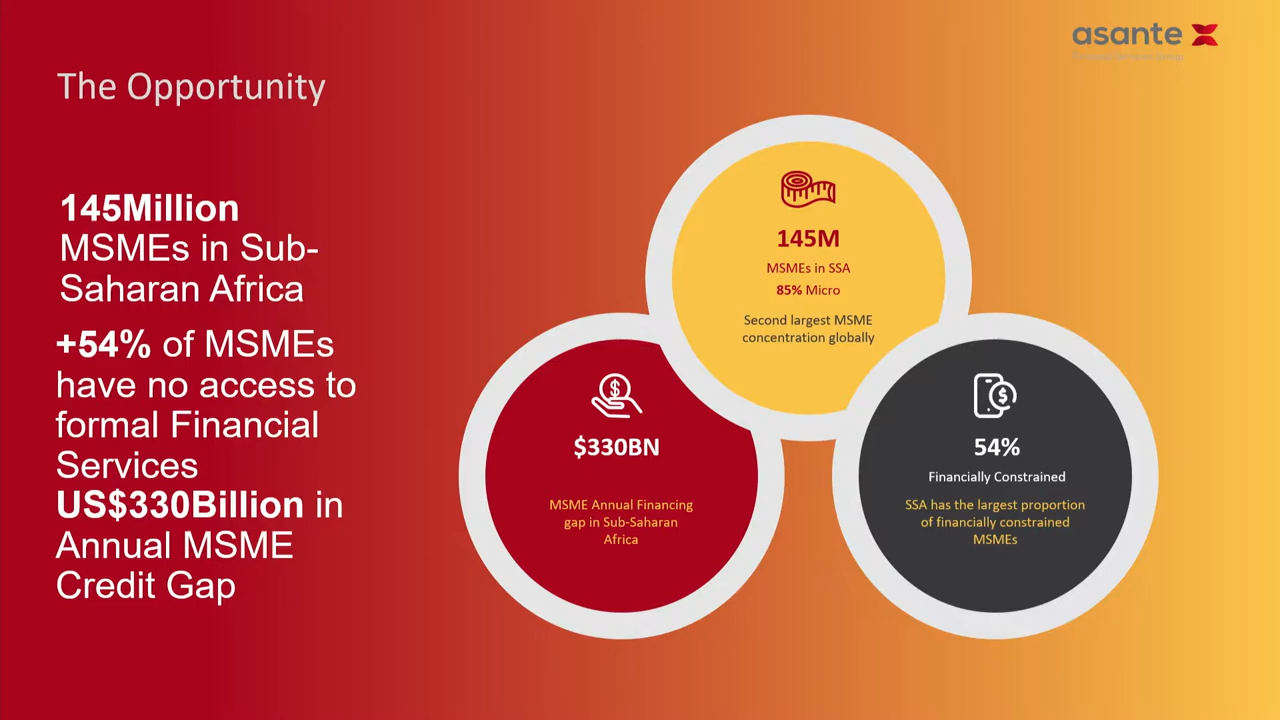 asante
The Opportunity
145Million
MSMEs in Sub-
Saharan Africa
+54% of MSMEs
have no access to
formal Financial
Services
US$330Billion in
Annual MSME
Credit Gap
145M
MSMEs in SSA
85% Micro
Second largest MSME
concentration globally
$330BN
MSME Annual Financing
gap in Sub-Saharan
Africa
54%
Financially Constrained
SSA has the largest proportion
of financially constrained
MSMEs